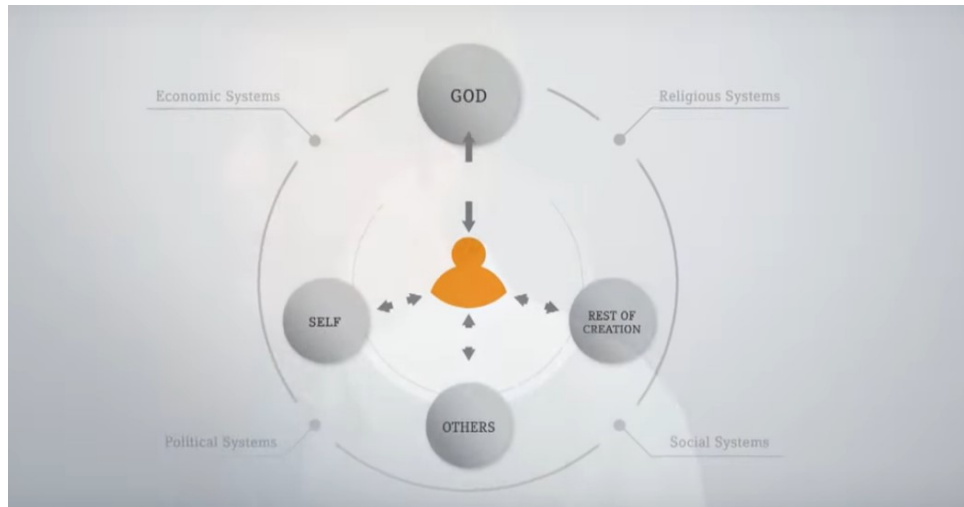 GOD
Economic Systems
Religious Systems
SELF
REST OF
CREATION
OTHERS
Political Systems
Social Systems